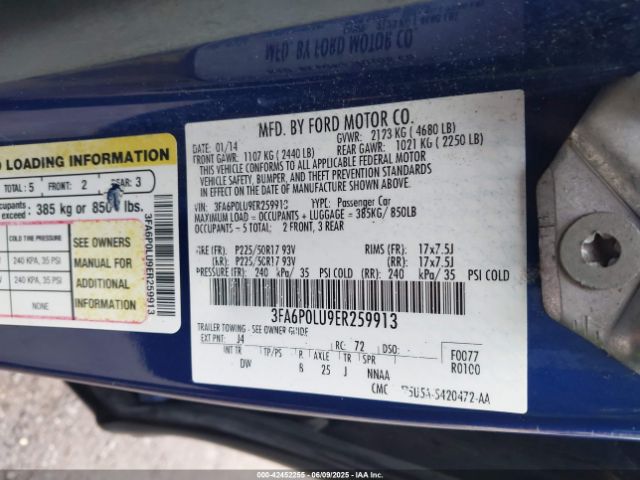 MFD. BY FORD MOTOR CO
LOADING INFORMATION
TOTAL: 5 FRONT: 2 REAR: 3
exceed: 385 kg or 850 lbs.
COLD TIRE PRESSURE
240 KPA, 35 PSI
240 KPA, 35 PSI
NONE
SEE OWNERS
MANUAL FOR
ADDITIONAL
INFORMATION
3FA6P0LU9ER259913
MFD. BY FORD MOTOR CO.
DATE: 01/14 GVWR: 2173 KG (4680 LB)
FRONT GAWR: 1107 KG (2440 LB) REAR GAWR: 1021 KG (2250 LB)
THIS VEHICLE CONFORMS TO ALL APPLICABLE FEDERAL MOTOR
VEHICLE SAFETY, BUMPER, AND THEFT PREVENTION STANDARDS
IN EFFECT ON THE DATE OF MANUFACTURE SHOWN ABOVE.
VIN: 3FA6P0LU9ER259913 TYPE: Passenger Car
MAXIMUM LOAD = OCCUPANTS + LUGGAGE = 385KG/ 850LB
OCCUPANTS = 5 TOTAL: 2 FRONT, 3 REAR
TIRE (FR): P225/50R17 93V RIMS (FR): 17x7.5J
(RR): P225/50R17 93V (RR): 17x7.5J
PRESSURE (FR): 240 kPa/ 35 PSI COLD (RR): 240 kPa/ 35 PSI COLD
3FA6P0LU9ER259913
TRAILER TOWING - SEE OWNER GUIDE
EXT PNT: J4 RC: 72 DSO: F0077
INT TR TP/PS R AXLE TR SPR R0100
DW 8 25 J NNAA
CMC 5U5A-S420472-AA
© COPYRIGHT 42452255 06/09/2025 IAA, INC